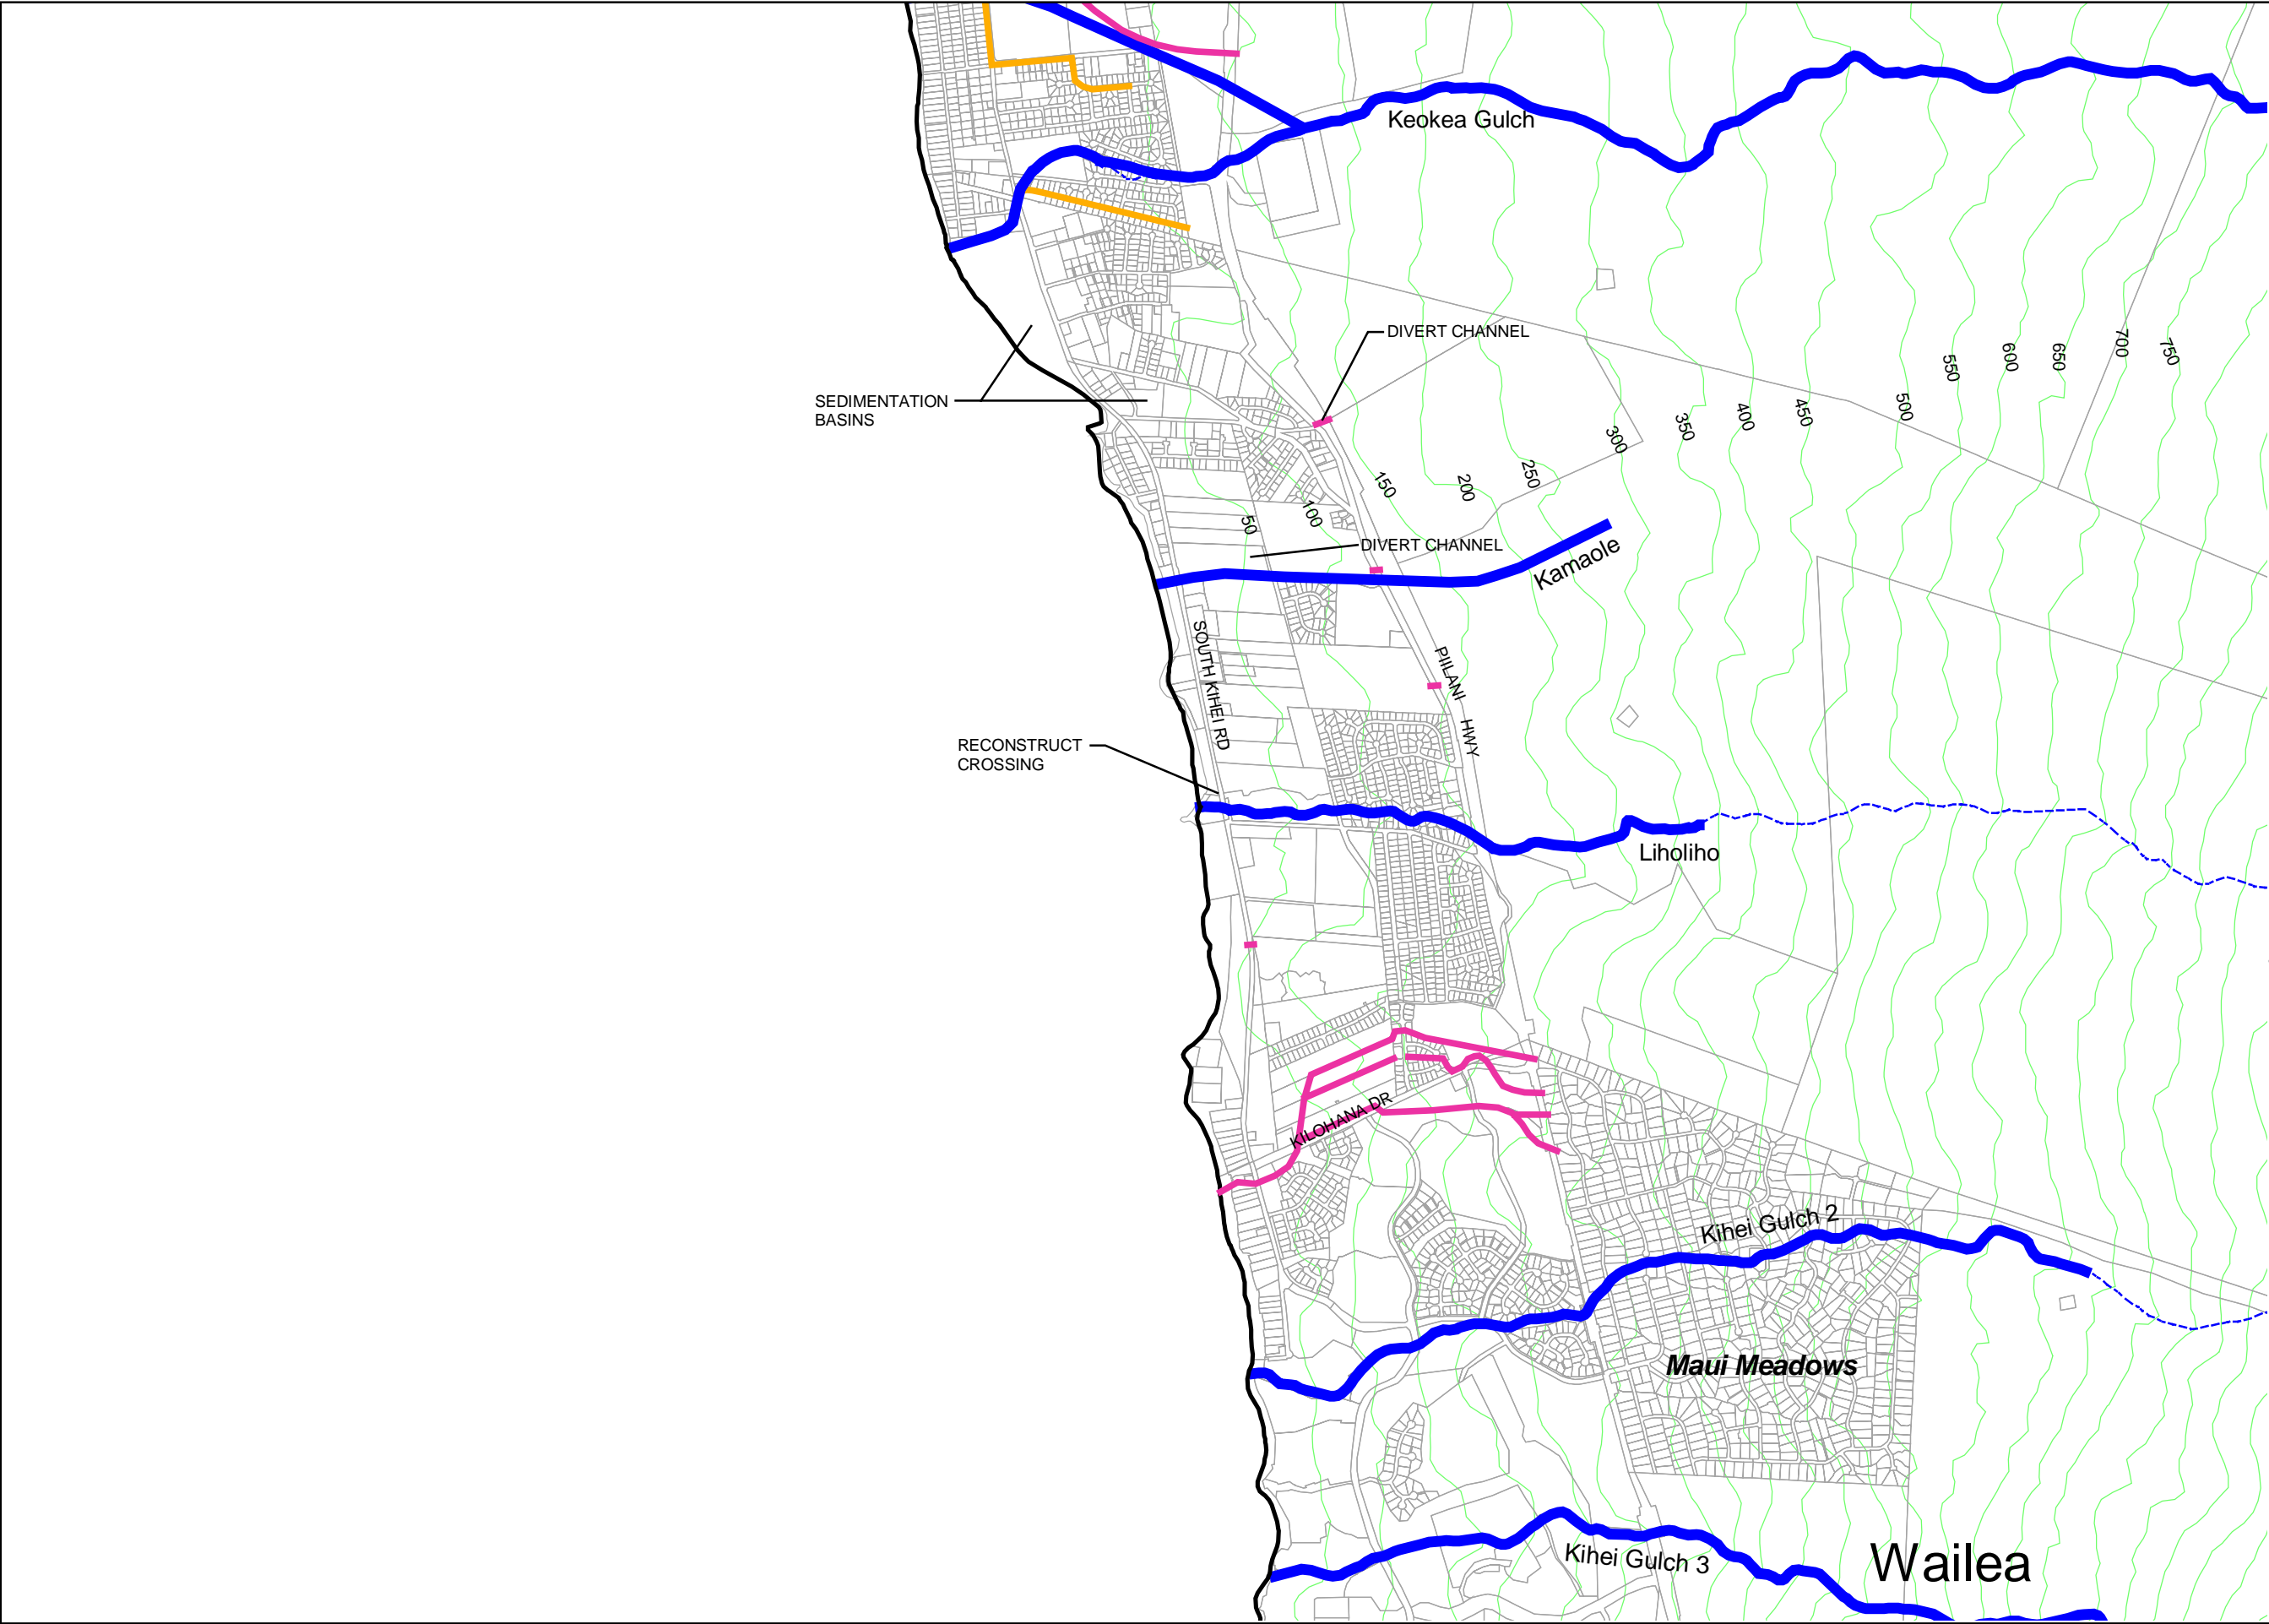 Keokea Gulch
DIVERT CHANNEL
SEDIMENTATION
BASINS
50
100
150
200
250
300
350
400
450
500
550
600
650
700
750
DIVERT CHANNEL
Kamaole
SOUTH KIHEI RD
PIILANI HWY
RECONSTRUCT
CROSSING
Liholiho
KILOHANA DR
Kihei Gulch 2
Maui Meadows
Kihei Gulch 3
Wailea